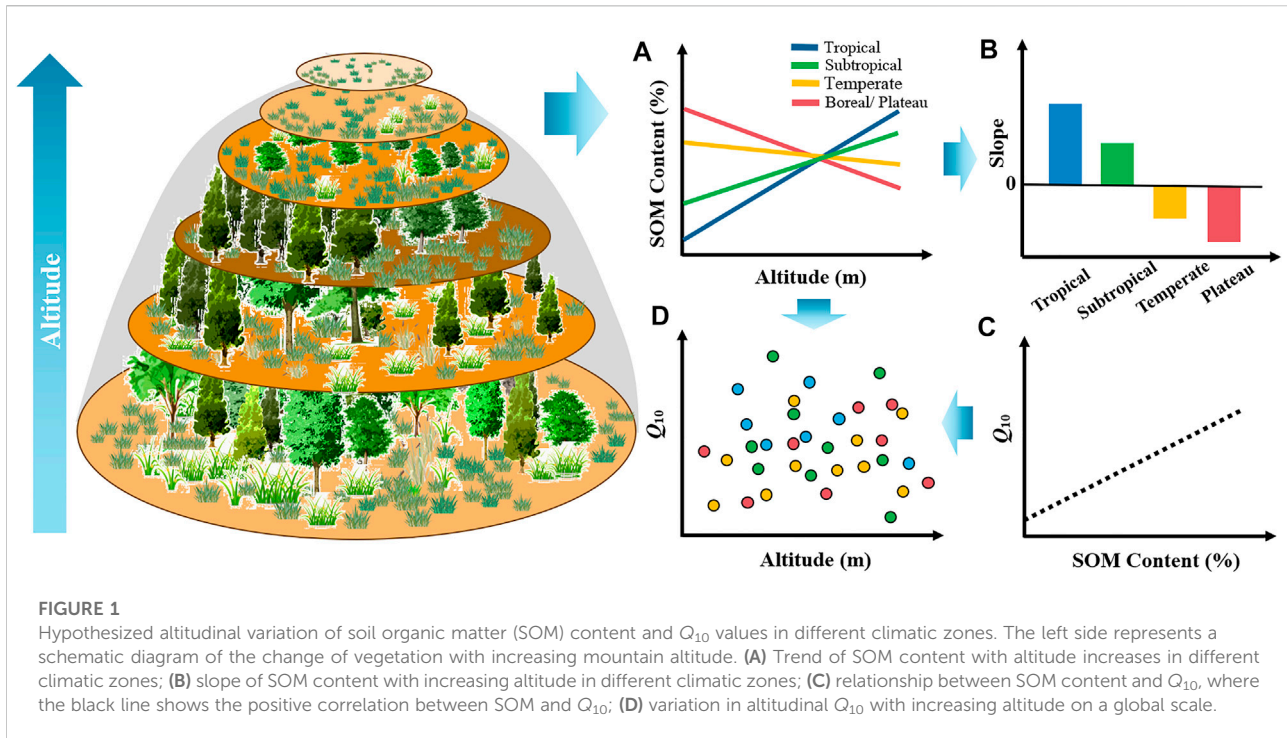 Altitude
A
SOM Content (%)
Altitude (m)
Tropical
Subtropical
Temperate
Boreal/ Plateau
B
Slope
0
Tropical
Subtropical
Temperate
Plateau
D
Q10
Altitude (m)
C
Q10
SOM Content (%)
FIGURE 1
Hypothesized altitudinal variation of soil organic matter (SOM) content and Q10 values in different climatic zones. The left side represents a
schematic diagram of the change of vegetation with increasing mountain altitude. (A) Trend of SOM content with altitude increases in different
climatic zones; (B) slope of SOM content with increasing altitude in different climatic zones; (C) relationship between SOM content and Q10, where
the black line shows the positive correlation between SOM and Q10; (D) variation in altitudinal Q10 with increasing altitude on a global scale.